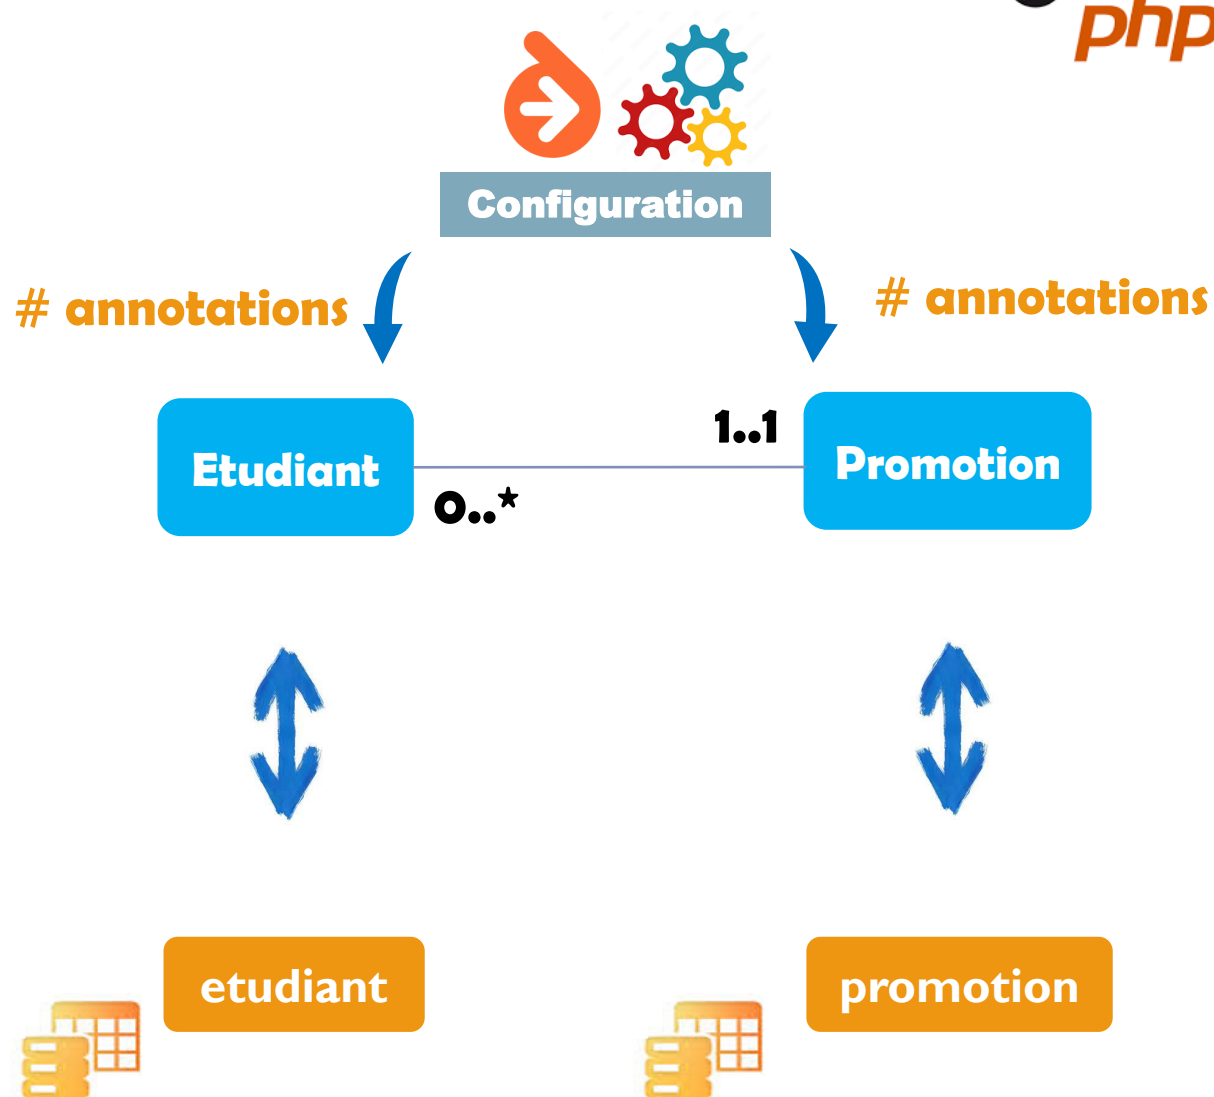 php
Configuration
# annotations
# annotations
1..1
Etudiant
Promotion
0..*
etudiant
promotion